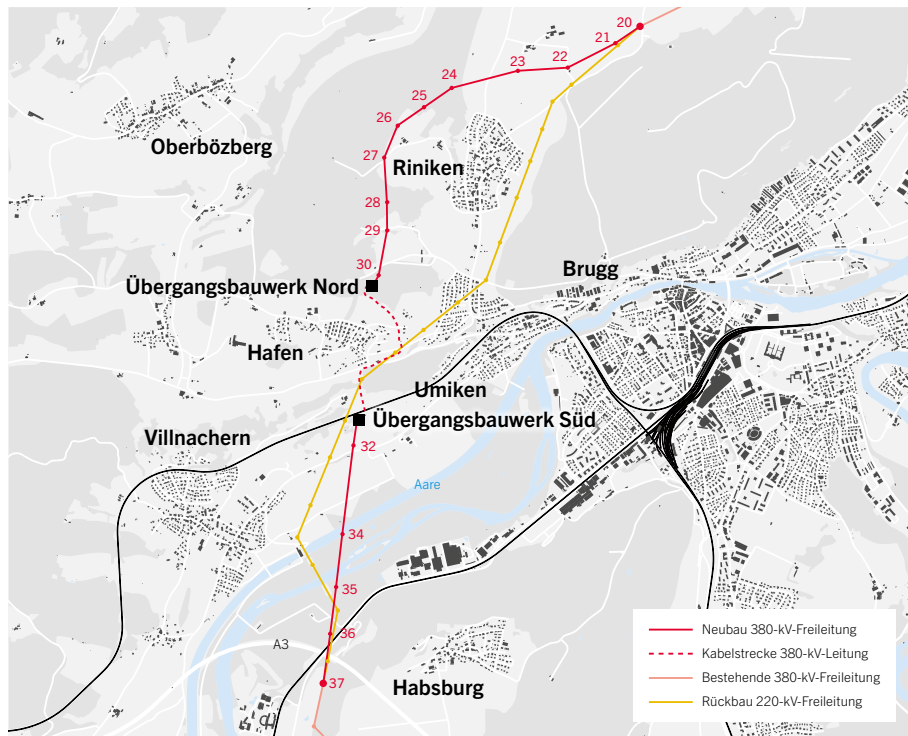 20
21
22
23
24
25
26
Oberbözberg
27
Riniken
28
29
30
Brugg
Übergangsbauwerk Nord
Hafen
Umiken
Übergangsbauwerk Süd
Villnachern
32
Aare
34
35
36
A3
37
Habsburg
Neubau 380-kV-Freileitung
Kabelstrecke 380-kV-Leitung
Bestehende 380-kV-Freileitung
Rückbau 220-kV-Freileitung